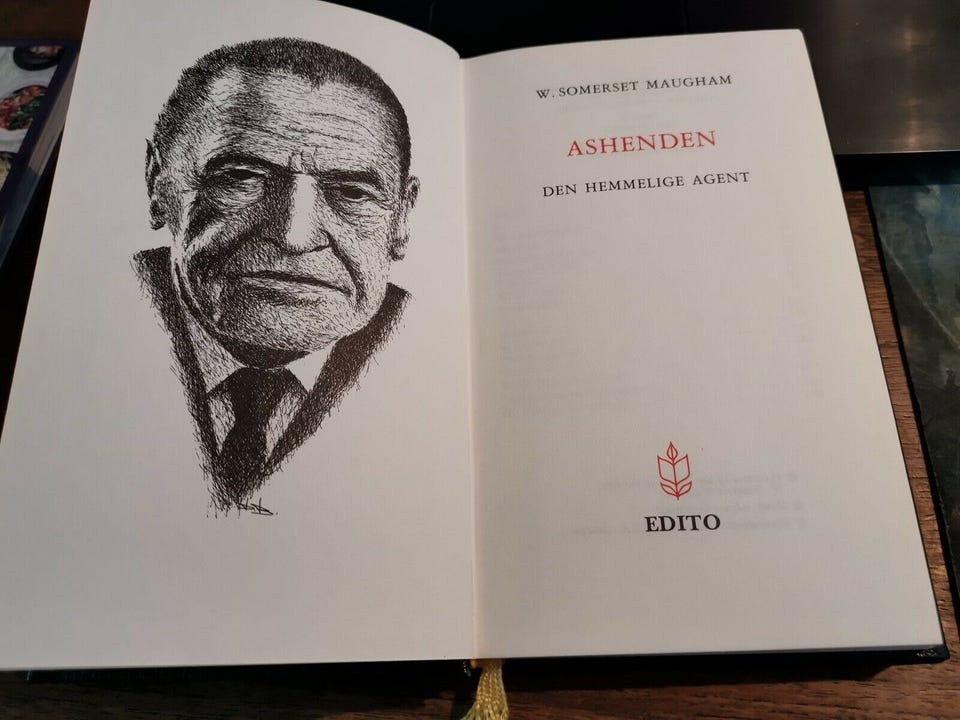 W. SOMERSET MAUGHAM
ASHENDEN
DEN HEMMELIGE AGENT
EDITO